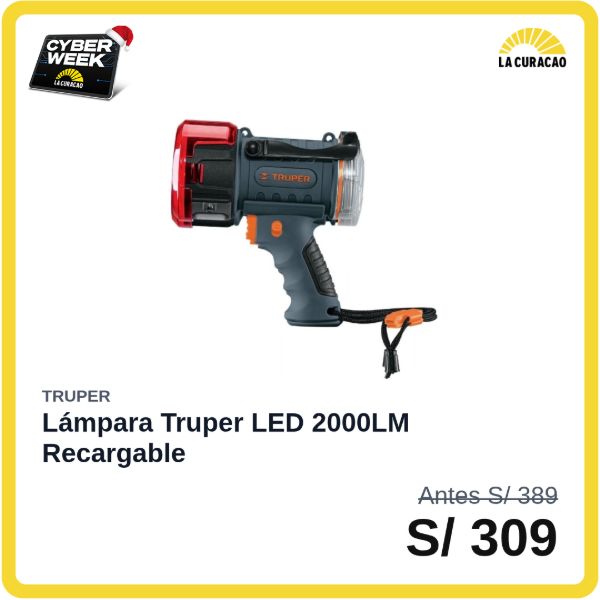 CYBER
WEEK
LA CURACAO
LA CURACAO
TRUPER
TRUPER
Lámpara Truper LED 2000LM
Recargable
Antes S/ 389
S/ 309